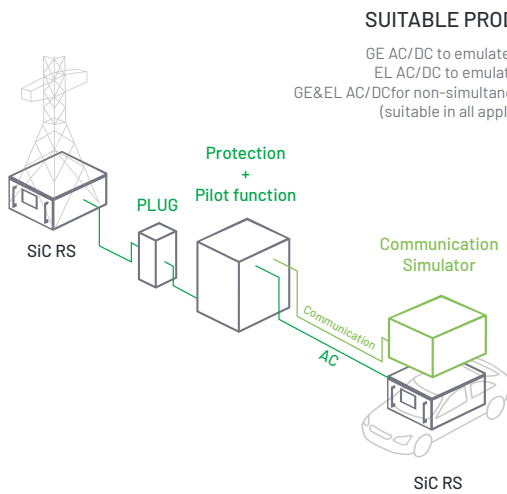 SUITABLE PROD
GE AC/DC to emulate
EL AC/DC to emulat
GE&EL AC/DCfor non-simultane
(suitable in all appl
Protection
+
Pilot function
PLUG
SiC RS
Communication
Simulator
Communication
AC
SiC RS